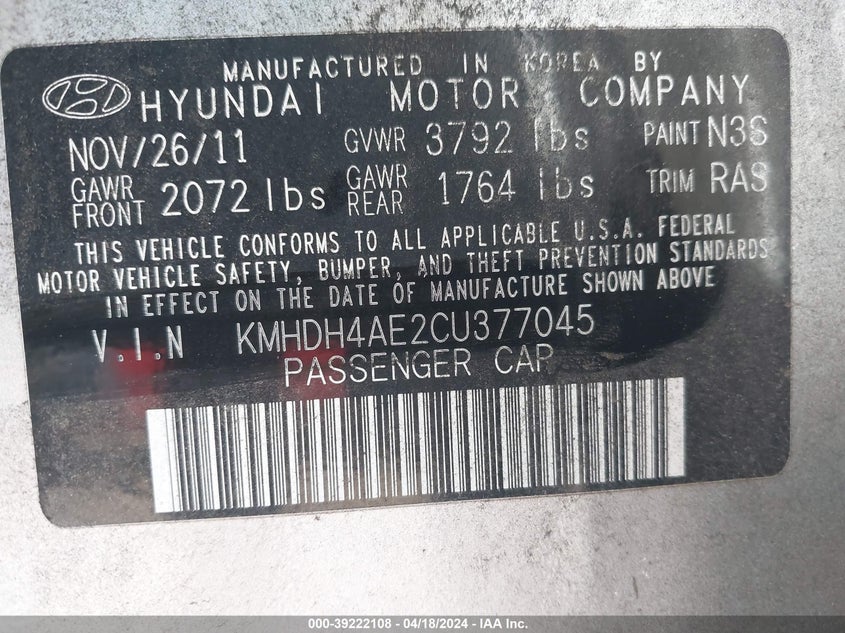 MANUFACTURED IN KOREA BY
HYUNDAI MOTOR COMPANY
NOV/26/11 GVWR 3792 lbs PAINT N3S
GAWR FRONT 2072 lbs GAWR REAR 1764 lbs TRIM RAS
THIS VEHICLE CONFORMS TO ALL APPLICABLE U.S.A. FEDERAL
MOTOR VEHICLE SAFETY, BUMPER, AND THEFT PREVENTION STANDARDS
IN EFFECT ON THE DATE OF MANUFACTURE SHOWN ABOVE
V.I.N KMHDH4AE2CU377045
PASSENGER CAR
000-39222108 - 04/18/2024 - IAA Inc.